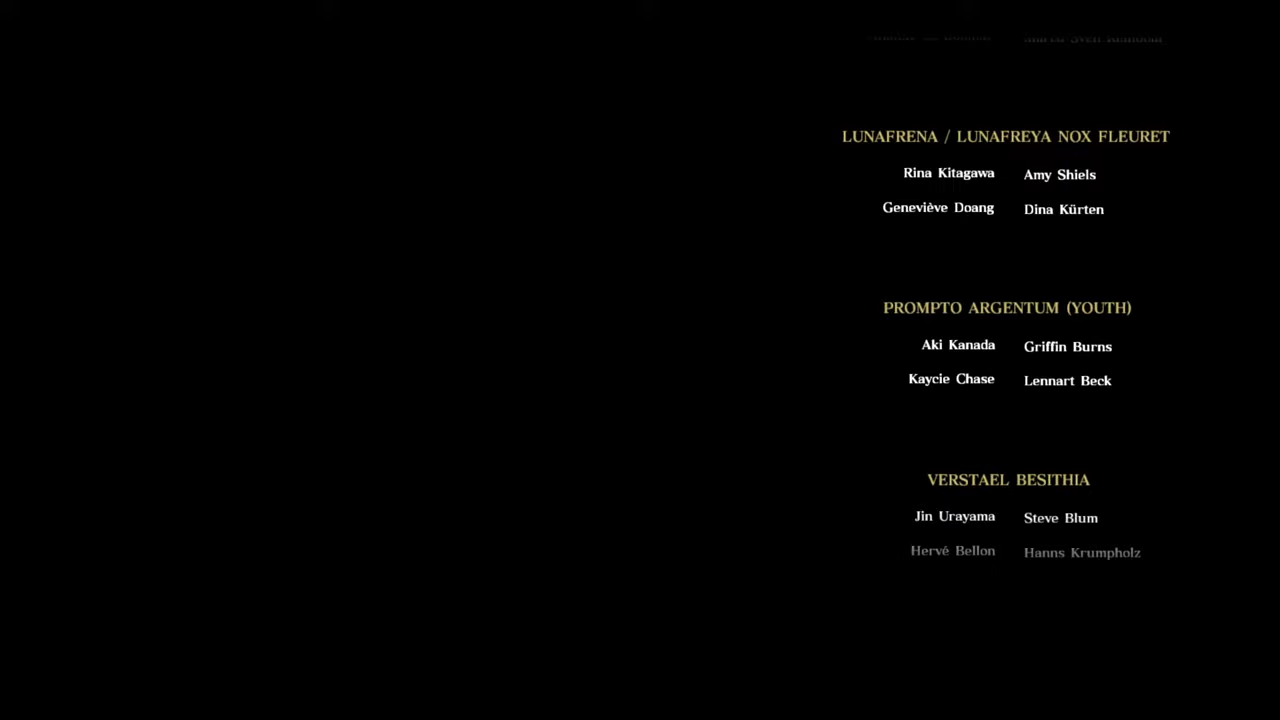 LUNAFRENA / LUNAFREYA NOX FLEURET
Rina Kitagawa Amy Shiels
Geneviève Doang Dina Kürten
PROMPTO ARGENTUM (YOUTH)
Aki Kanada Griffin Burns
Kaycie Chase Lennart Beck
VERSTAEL BESITHIA
Jin Urayama Steve Blum
Hervé Bellon Hanns Krumpholz